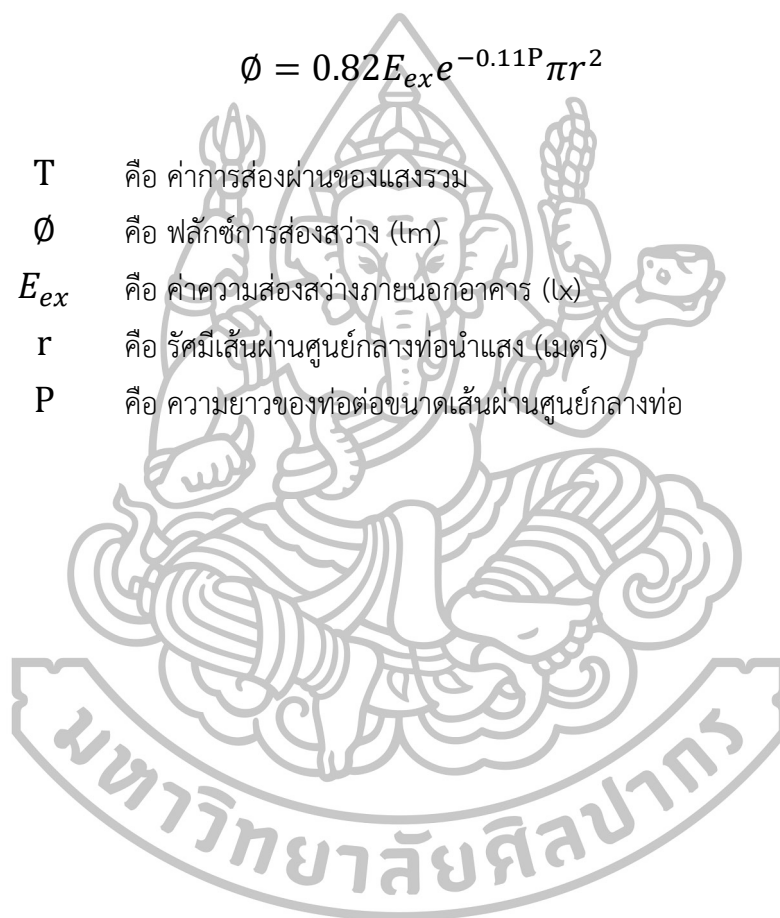 ∅ = 0.82E_{ex}e^{-0.11P}πr^2
T คือ ค่าการส่องผ่านของแสงรวม
∅ คือ ฟลักซ์การส่องสว่าง (lm)
E_{ex} คือ ค่าความส่องสว่างภายนอกอาคาร (lx)
r คือ รัศมีเส้นผ่านศูนย์กลางท่อนำแสง (เมตร)
P คือ ความยาวของท่อต่อขนาดเส้นผ่านศูนย์กลางท่อ
มหาวิทยาลัยศิลปากร